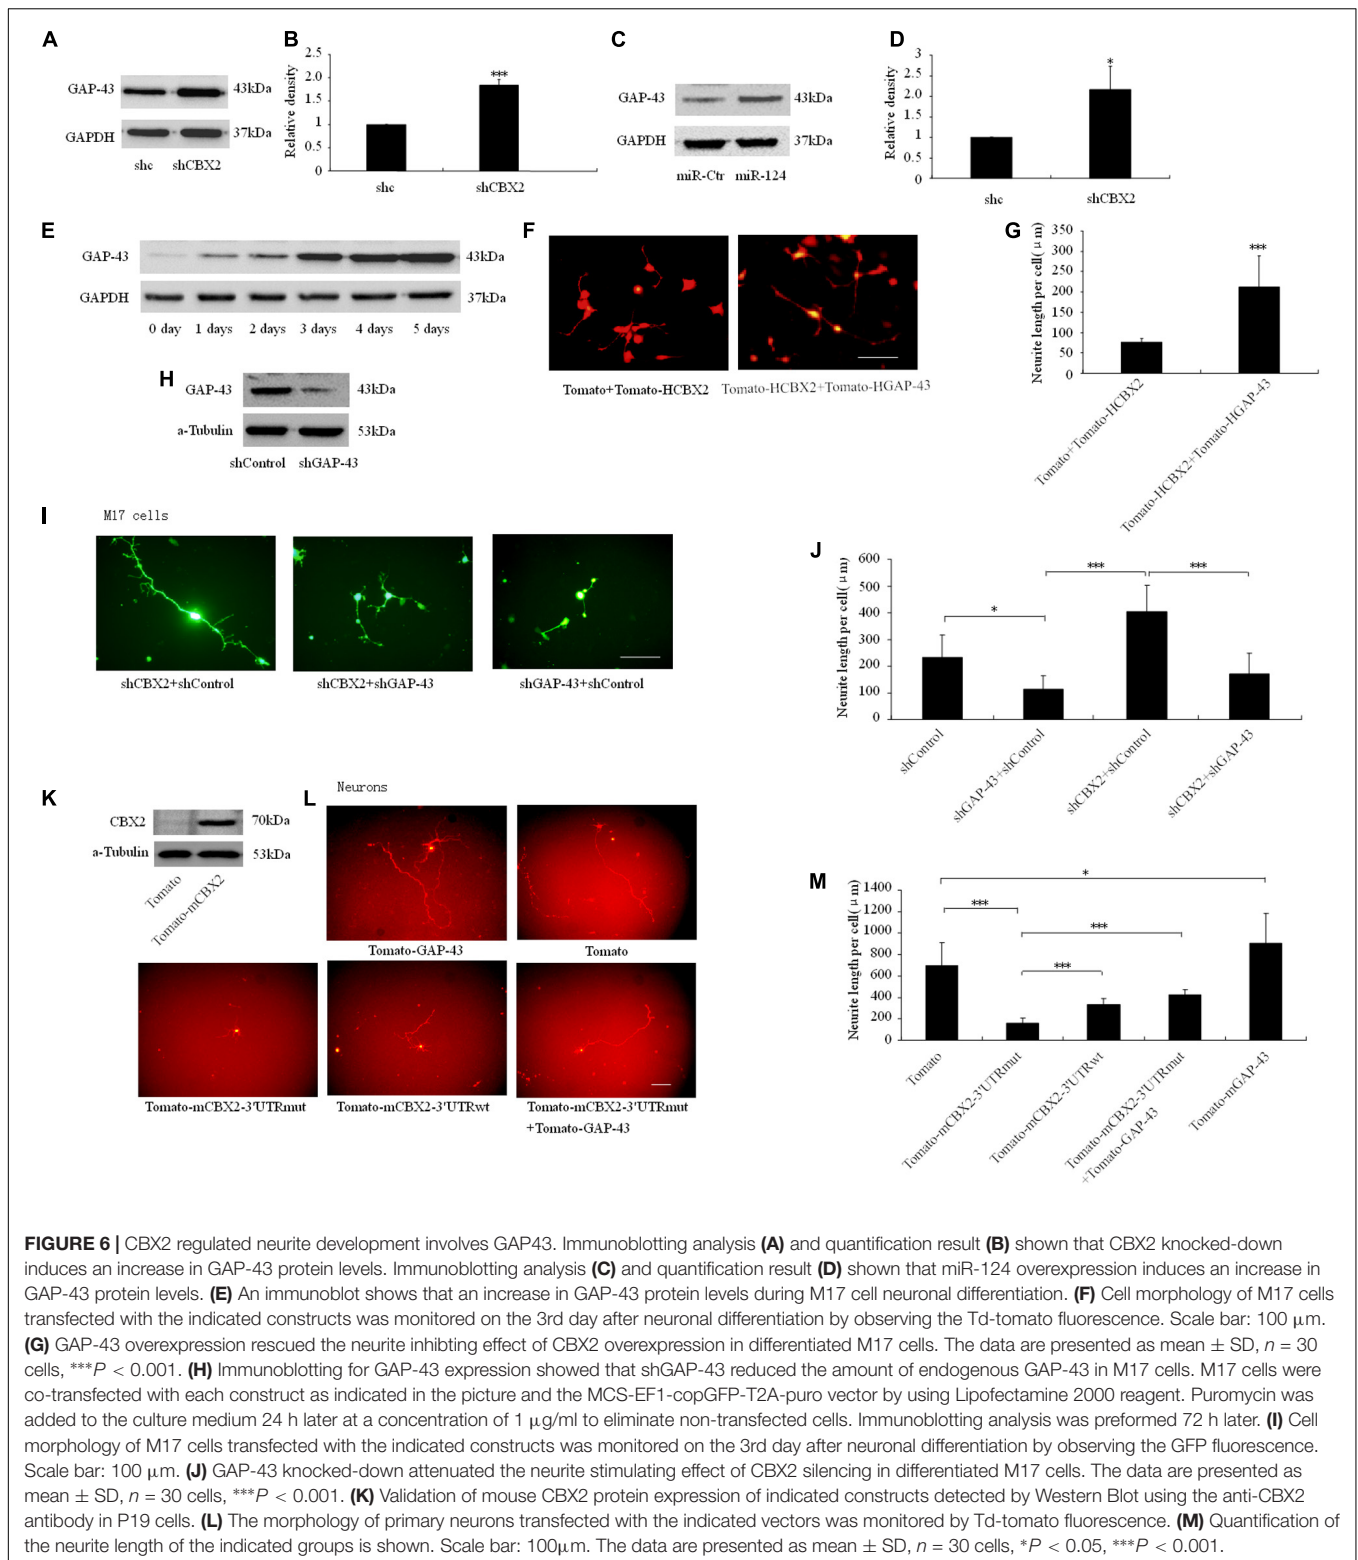 A
GAP-43
43kDa
GAPDH
37kDa
shc shCBX2
B
Relative density
2.5
2.0
1.5
1
0.5
0
***
shc
shCBX2
C
GAP-43
43kDa
GAPDH
37kDa
miR-Ctr miR-124
D
Relative density
3
2.5
2.0
1.5
1
0.5
0
*
shc
shCBX2
E
GAP-43
43kDa
GAPDH
37kDa
0 day 1 days 2 days 3 days 4 days 5 days
F
Tomato+Tomato-HCBX2
Tomato-HCBX2+Tomato-HGAP-43
G
Neurite length per cell(μm)
350
300
250
200
150
100
50
0
***
Tomato+Tomato-HCBX2
Tomato-HCBX2+Tomato-HGAP-43
H
GAP-43
43kDa
a-Tubulin
53kDa
shControl shGAP-43
I
M17 cells
shCBX2+shControl
shCBX2+shGAP-43
shGAP-43+shControl
J
Neurite length per cell(μm)
600
500
400
300
200
100
0
*
***
***
shControl
shGAP-43+shControl
shCBX2+shControl
shCBX2+shGAP-43
K
CBX2
70kDa
a-Tubulin
53kDa
Tomato
Tomato-mCBX2
L
Neurons
Tomato-GAP-43
Tomato
Tomato-mCBX2-3'UTRmut
Tomato-mCBX2-3'UTRwt
Tomato-mCBX2-3'UTRmut
+Tomato-GAP-43
M
Neurite length per cell(μm)
1400
1200
1000
800
600
400
200
0
*
***
***
***
Tomato
Tomato-mCBX2-3'UTRmut
Tomato-mCBX2-3'UTRwt
Tomato-mCBX2-3'UTRmut
+Tomato-GAP-43
Tomato-mGAP-43
FIGURE 6 | CBX2 regulated neurite development involves GAP43. Immunoblotting analysis (A) and quantification result (B) shown that CBX2 knocked-down
induces an increase in GAP-43 protein levels. Immunoblotting analysis (C) and quantification result (D) shown that miR-124 overexpression induces an increase in
GAP-43 protein levels. (E) An immunoblot shows that an increase in GAP-43 protein levels during M17 cell neuronal differentiation. (F) Cell morphology of M17 cells
transfected with the indicated constructs was monitored on the 3rd day after neuronal differentiation by observing the Td-tomato fluorescence. Scale bar: 100 μm.
(G) GAP-43 overexpression rescued the neurite inhibiting effect of CBX2 overexpression in differentiated M17 cells. The data are presented as mean ± SD, n = 30
cells, ***P < 0.001. (H) Immunoblotting for GAP-43 expression showed that shGAP-43 reduced the amount of endogenous GAP-43 in M17 cells. M17 cells were
co-transfected with each construct as indicated in the picture and the MCS-EF1-copGFP-T2A-puro vector by using Lipofectamine 2000 reagent. Puromycin was
added to the culture medium 24 h later at a concentration of 1 μg/ml to eliminate non-transfected cells. Immunoblotting analysis was preformed 72 h later. (I) Cell
morphology of M17 cells transfected with the indicated constructs was monitored on the 3rd day after neuronal differentiation by observing the GFP fluorescence.
Scale bar: 100 μm. (J) GAP-43 knocked-down attenuated the neurite stimulating effect of CBX2 silencing in differentiated M17 cells. The data are presented as
mean ± SD, n = 30 cells, ***P < 0.001. (K) Validation of mouse CBX2 protein expression of indicated constructs detected by Western Blot using the anti-CBX2
antibody in P19 cells. (L) The morphology of primary neurons transfected with the indicated vectors was monitored by Td-tomato fluorescence. (M) Quantification of
the neurite length of the indicated groups is shown. Scale bar: 100μm. The data are presented as mean ± SD, n = 30 cells, *P < 0.05, ***P < 0.001.